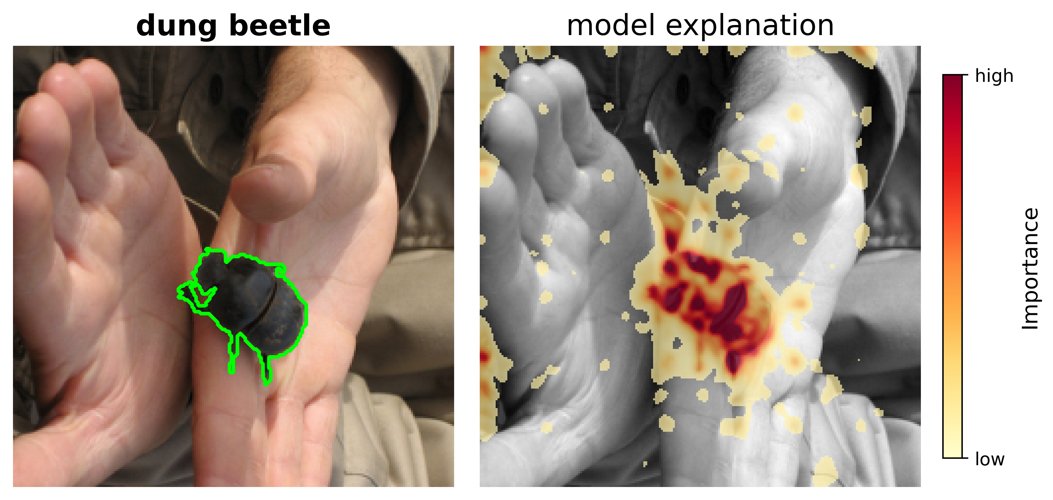 dung beetle
model explanation
high
Importance
low